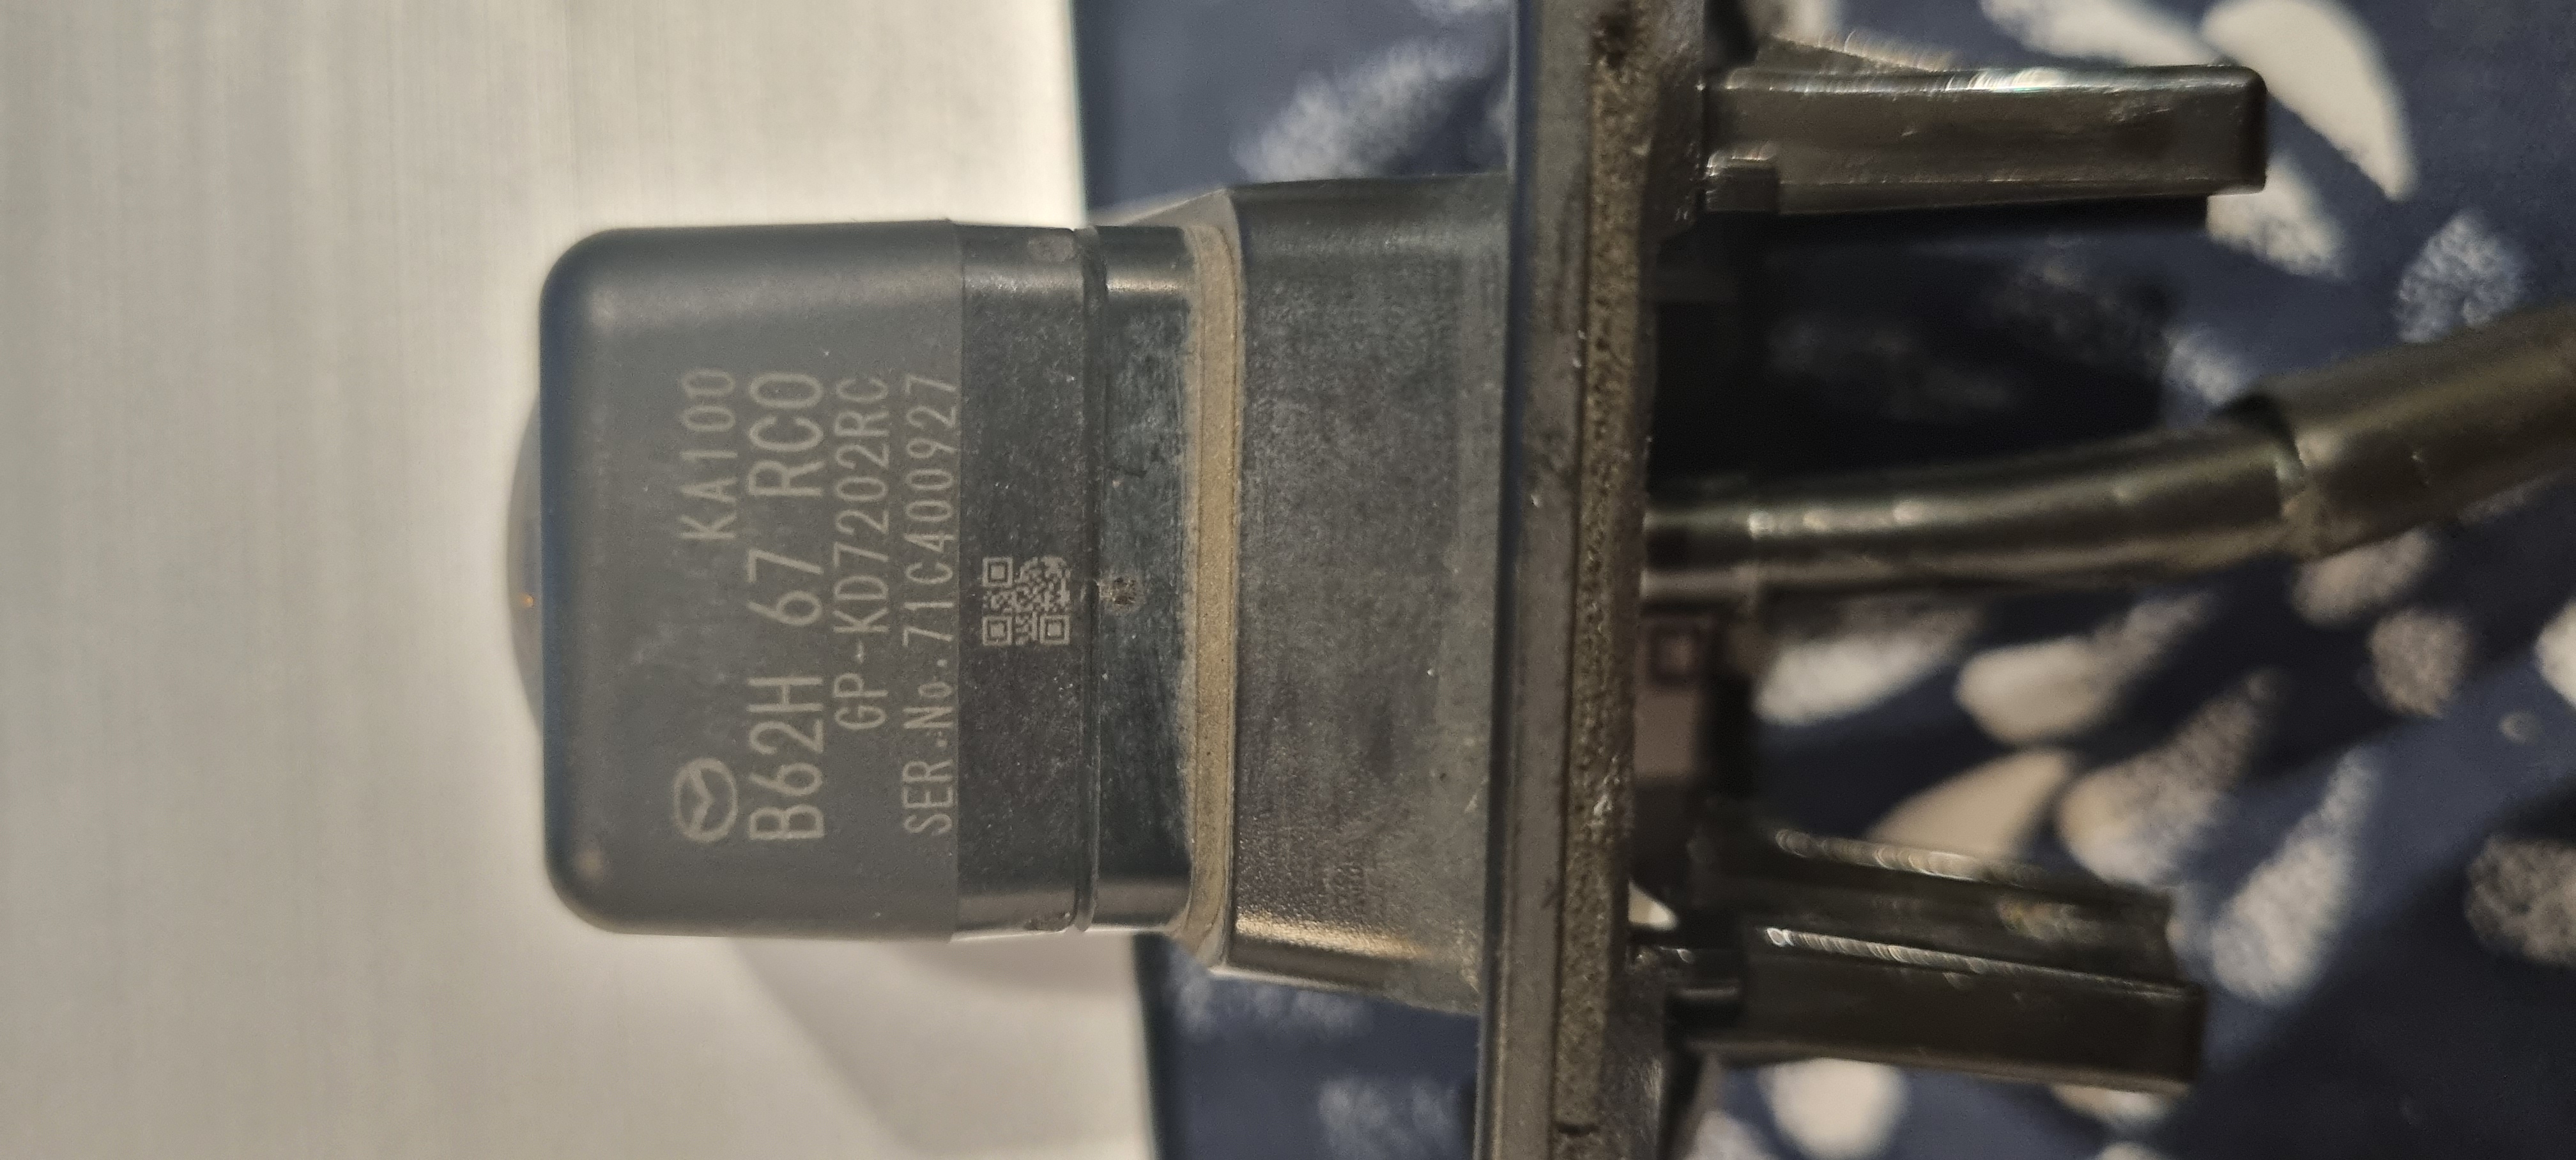 KA100
B62H 67 RC0
GP-KD7202RC
SER.No.71C400927